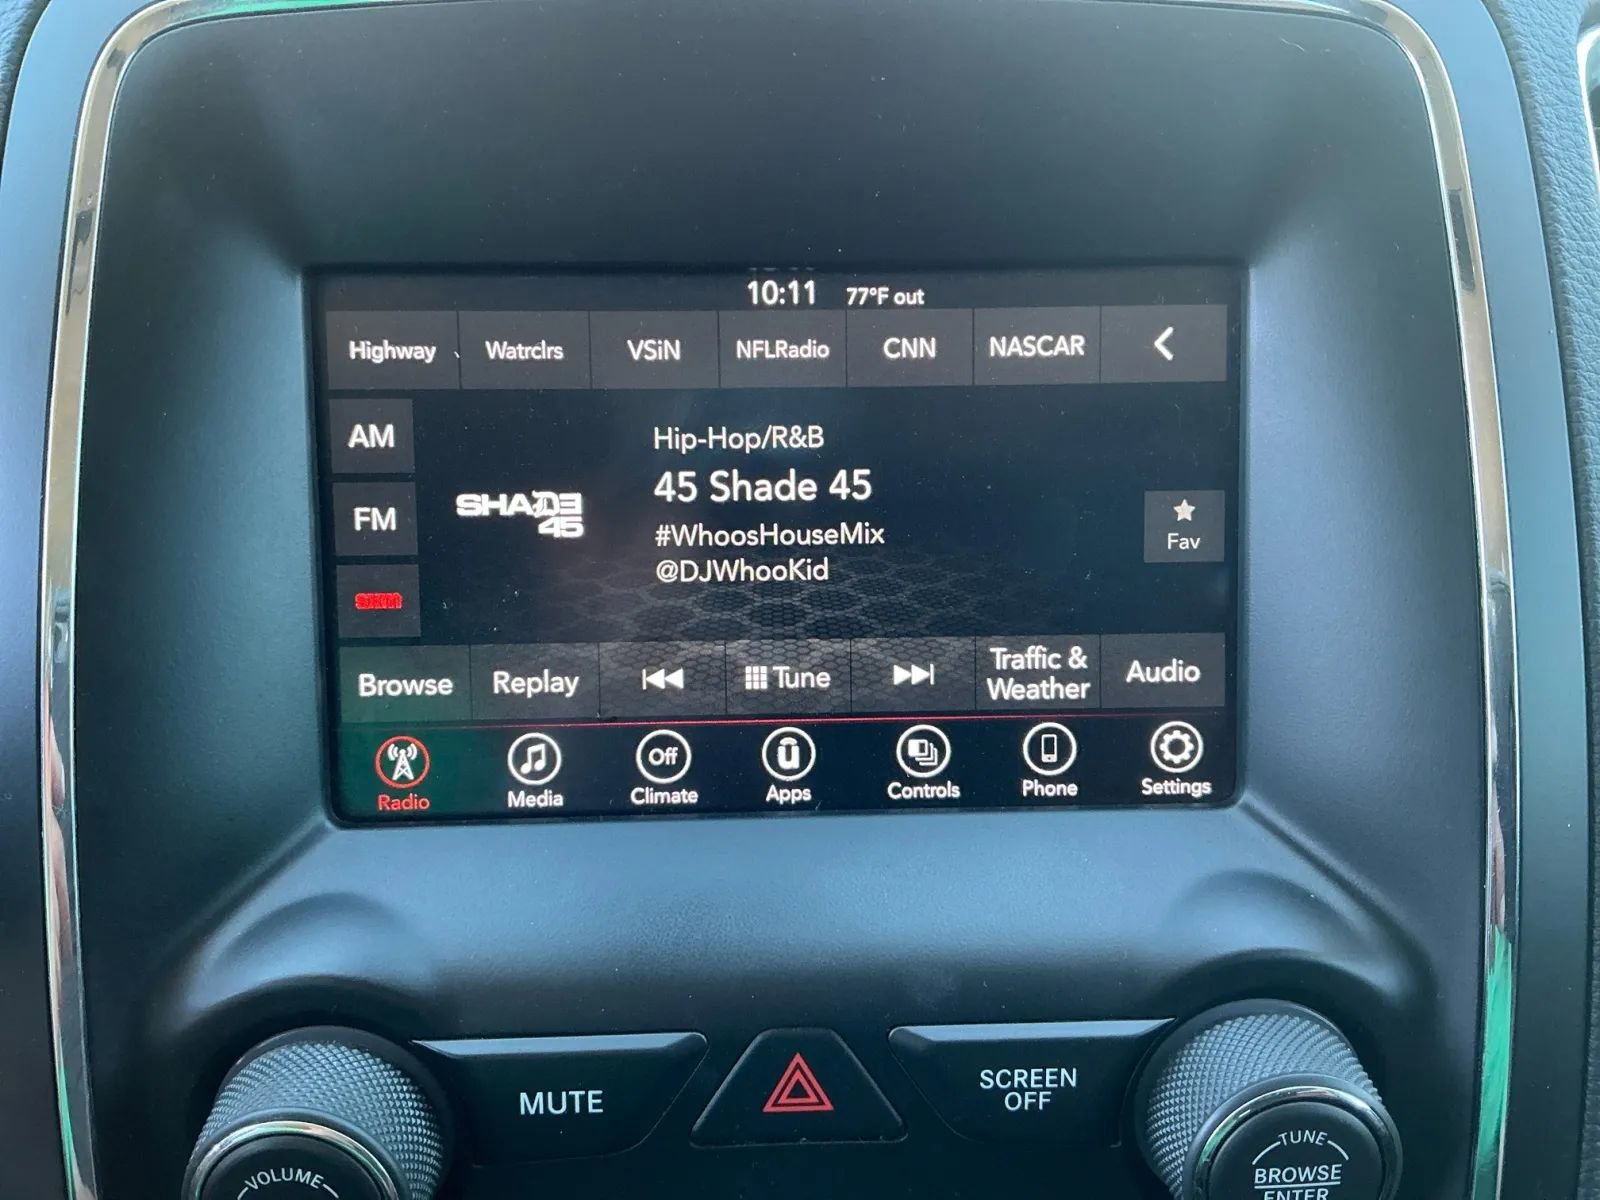 10:11 77°F out
Highway Watrclrs VSiN NFLRadio CNN NASCAR
AM
Hip-Hop/R&B
45 Shade 45
SHADE
45
FM
#WhoosHouseMix
@DJWhooKid
Fav
SXM
Browse Replay Tune Traffic &
Weather Audio
Off
Radio Media Climate Apps Controls Phone Settings
MUTE
SCREEN
OFF
VOLUME
TUNE
BROWSE
ENTER